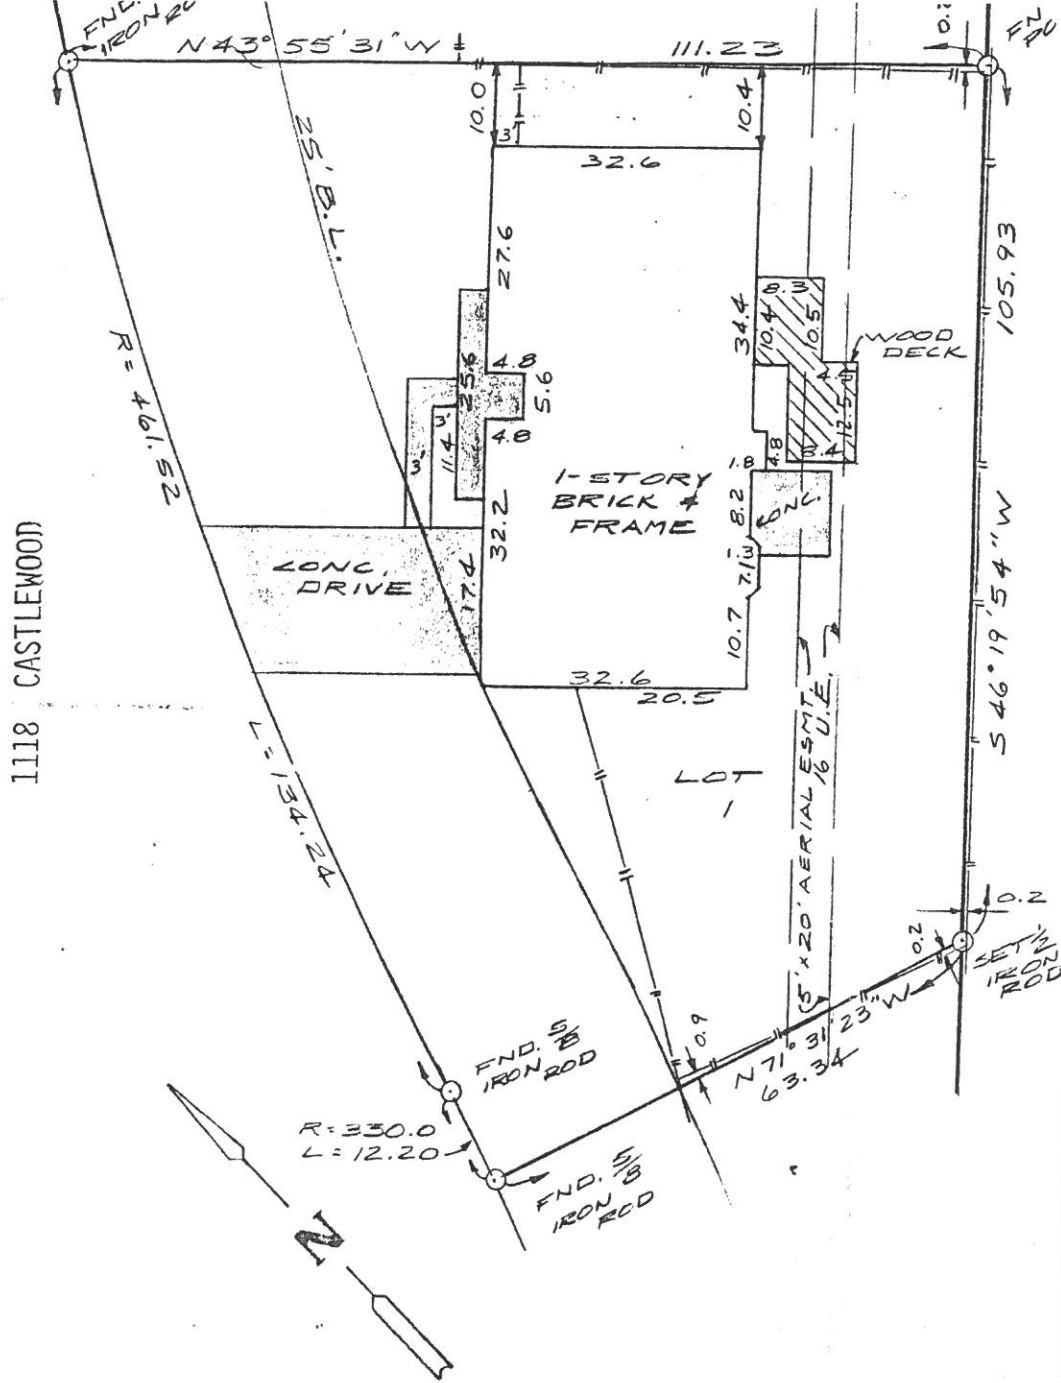 FND.
IRON
N 43° 55' 31" W
111.23
10.0
3'
10.4
32.6
25' B.L.
27.6
105.93
8.3
34.4
10.4
10.5
WOOD
DECK
4.8
25.6
5.6
4.8
R = 461.52
3'
3'
11.4
12.5
8.4
4.8
1.8
1-STORY
BRICK &
FRAME
8.2
CONC.
32.2
17.4
CONC.
DRIVE
7.1
10.7
32.6
20.5
1118 CASTLEWOOD
S 46° 19' 54" W
L = 134.24
LOT
1
(5' x 20' AERIAL ESMT.
16' U.E.
0.2
0.2
SET 1/2
IRON
ROD
0.9
N 71° 31' 23" W
63.34
FND. 5/8
IRON ROD
R = 330.0
L = 12.20
FND. 5/8
IRON
ROD
N